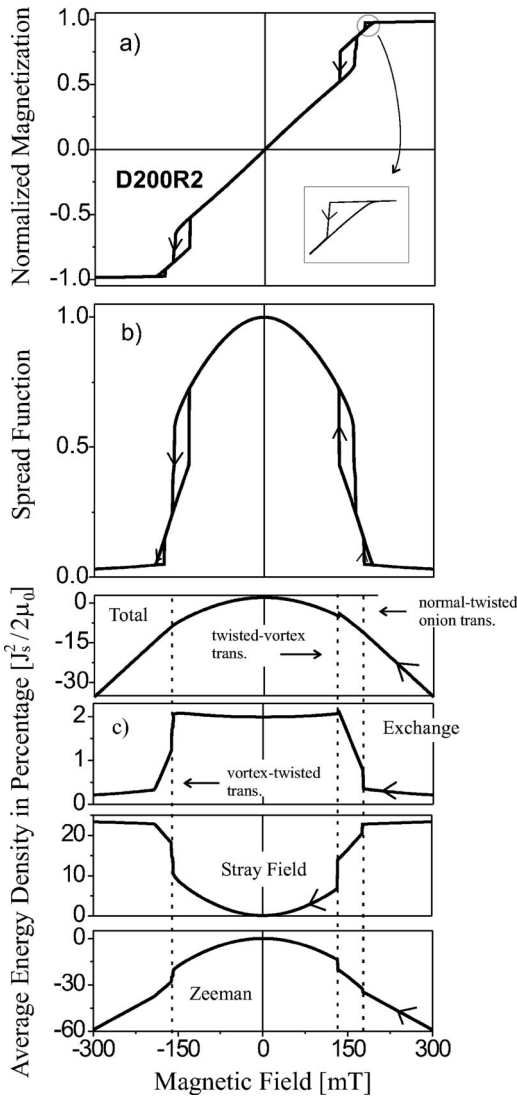 a)
Normalized Magnetization
1.0
0.5
0.0
-0.5
-1.0
D200R2
b)
Spread Function
1.0
0.5
0.0
Average Energy Density in Percentage [J_s^2/2μ_0]
0
-15
-30
Total
normal-twisted
onion trans.
twisted-vortex
trans.
2
1
0
c)
Exchange
vortex-twisted
trans.
20
10
0
Stray Field
0
-30
-60
Zeeman
-300 -150 0 150 300
Magnetic Field [mT]